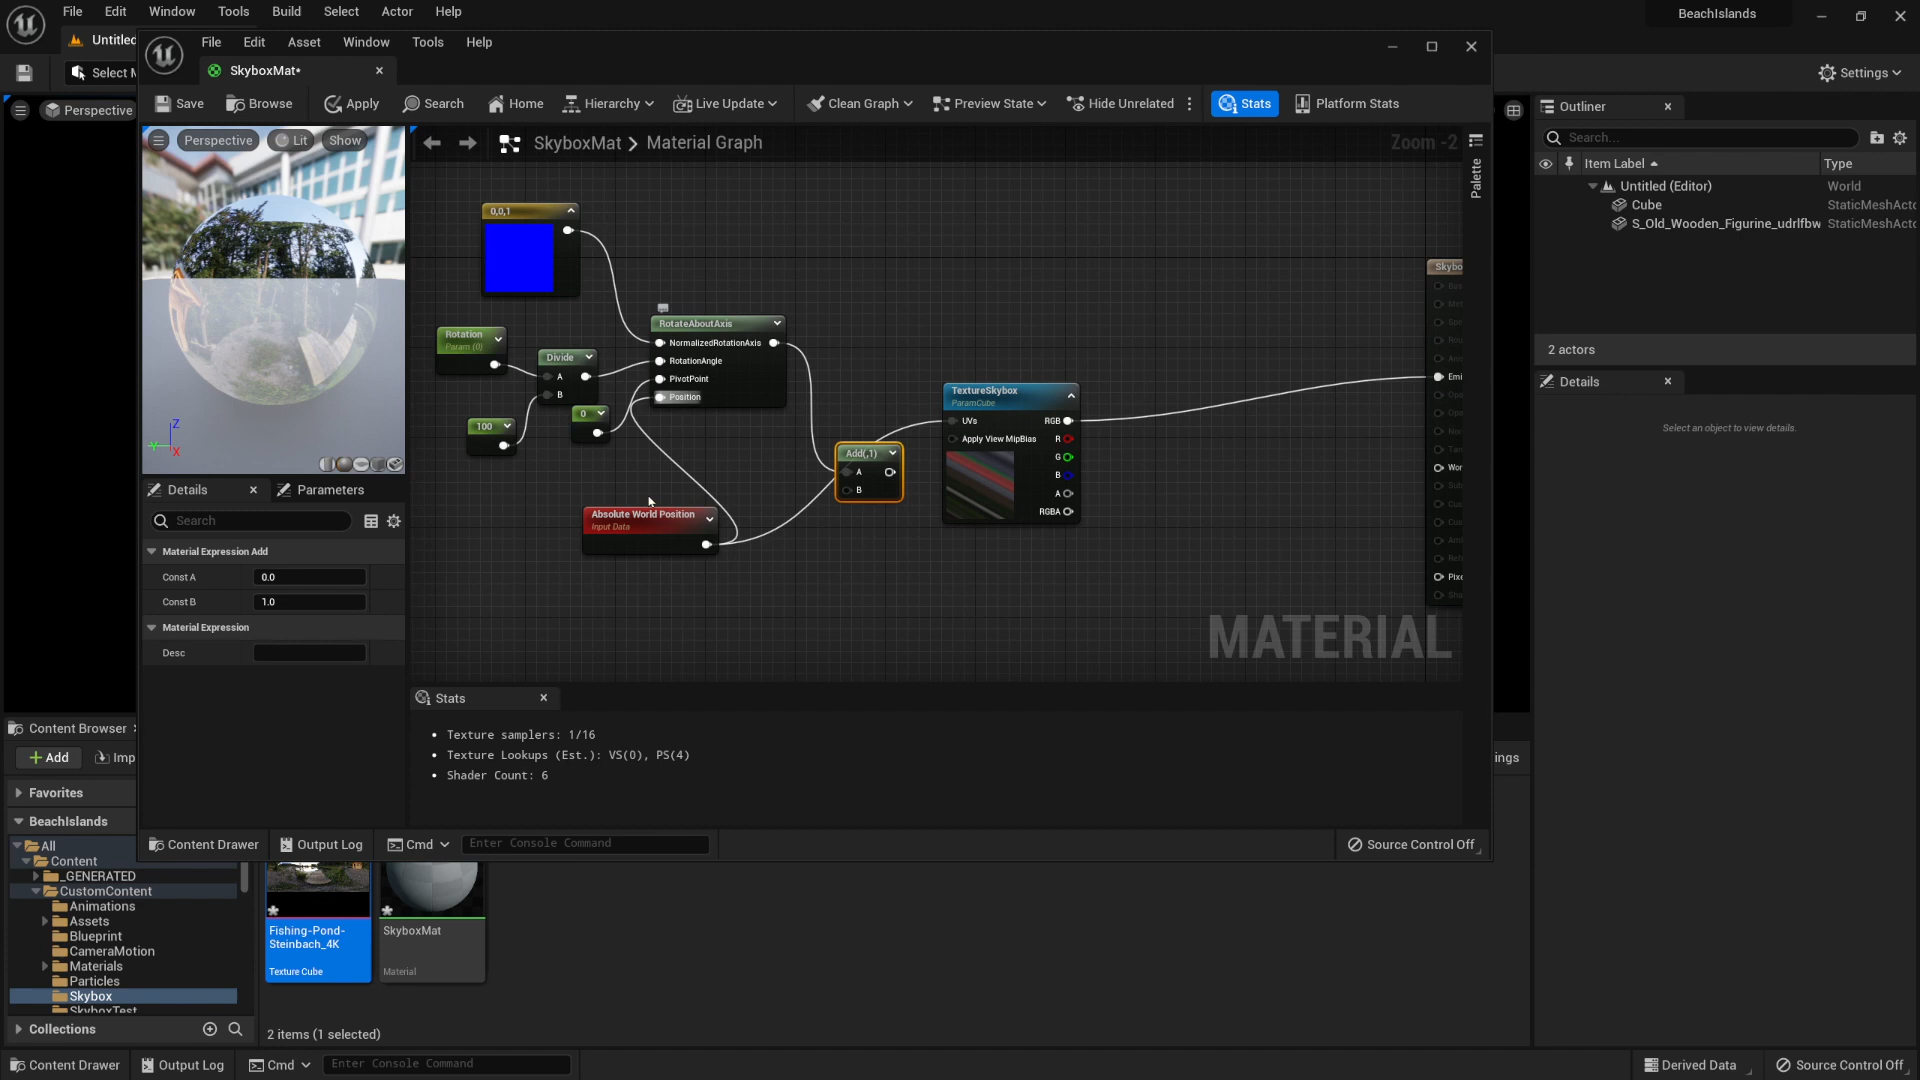 File Edit Window Tools Build Select Actor Help
BeachIslands
Untitled
File Edit Asset Window Tools Help
SkyboxMat*
Select
Settings
Save Browse Apply Search Home Hierarchy Live Update Clean Graph Preview State Hide Unrelated Stats Platform Stats
Perspective
Outliner
Perspective Lit Show
SkyboxMat > Material Graph
Zoom -2
Palette
Search...
Item Label Type
Untitled (Editor) World
Cube StaticMeshActo
S_Old_Wooden_Figurine_udrlfbw StaticMeshActo
2 actors
Details
Select an object to view details.
0,0,1
Rotation
Param (0)
Divide
A
B
100
0
RotateAboutAxis
NormalizedRotationAxis
RotationAngle
PivotPoint
Position
Absolute World Position
Input Data
Add(,1)
A
B
TextureSkybox
ParamCube
UVs RGB
Apply View MipBias R
G
B
A
RGBA
Skybo
Emi
Wor
Pixe
MATERIAL
Z
Y
X
Details Parameters
Search
Material Expression Add
Const A 0.0
Const B 1.0
Material Expression
Desc
Stats
Texture samplers: 1/16
Texture Lookups (Est.): VS(0), PS(4)
Shader Count: 6
Content Drawer Output Log Cmd Enter Console Command Source Control Off
Content Browser
Add Imp
ings
Favorites
BeachIslands
All
Content
_GENERATED
CustomContent
Animations
Assets
Blueprint
CameraMotion
Materials
Particles
Skybox
SkyboxTest
Collections
Fishing-Pond-
Steinbach_4K
Texture Cube
SkyboxMat
Material
2 items (1 selected)
Content Drawer Output Log Cmd Enter Console Command Derived Data Source Control Off